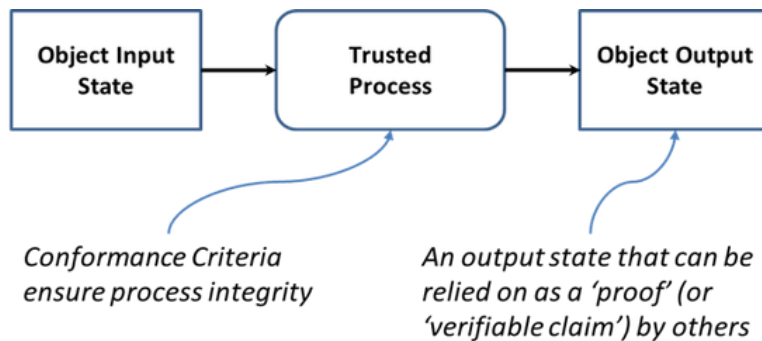 Object Input
State
Trusted
Process
Object Output
State
Conformance Criteria
ensure process integrity
An output state that can be
relied on as a ‘proof’ (or
‘verifiable claim’) by others